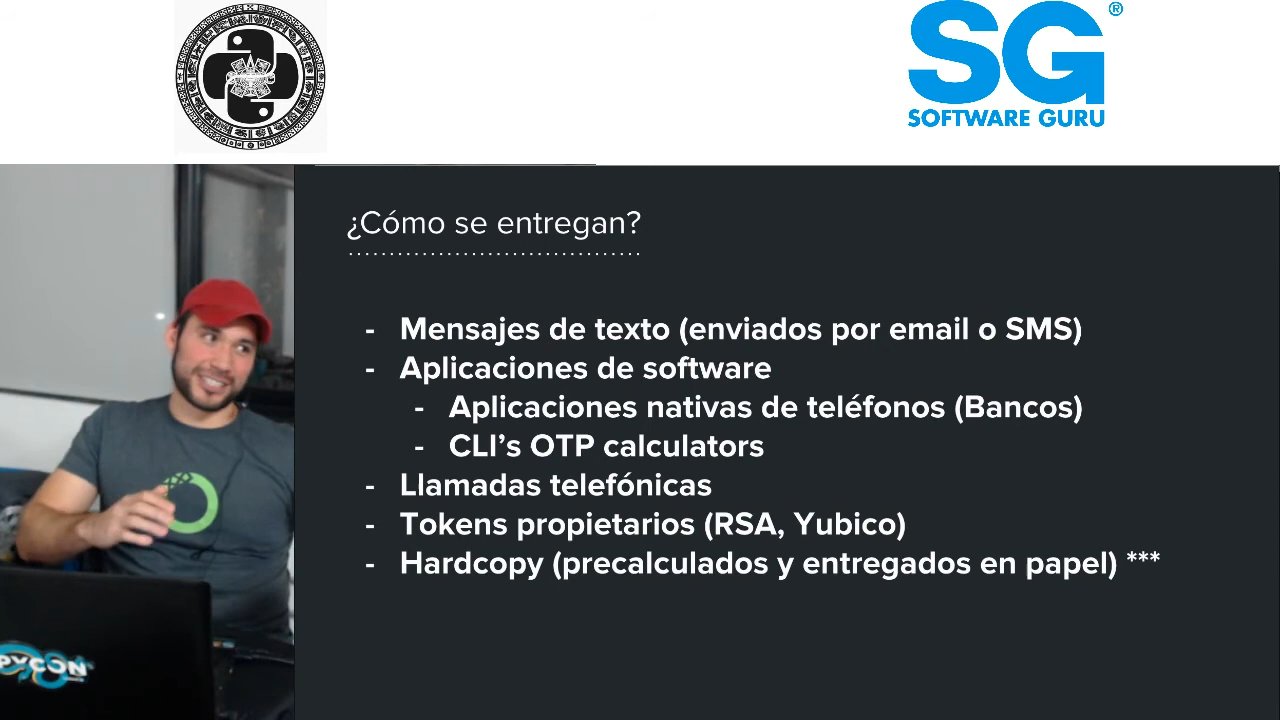 SG®
SOFTWARE GURU
¿Cómo se entregan?
- Mensajes de texto (enviados por email o SMS)
- Aplicaciones de software
- Aplicaciones nativas de teléfonos (Bancos)
- CLI’s OTP calculators
- Llamadas telefónicas
- Tokens propietarios (RSA, Yubico)
- Hardcopy (precalculados y entregados en papel) ***
PYCON